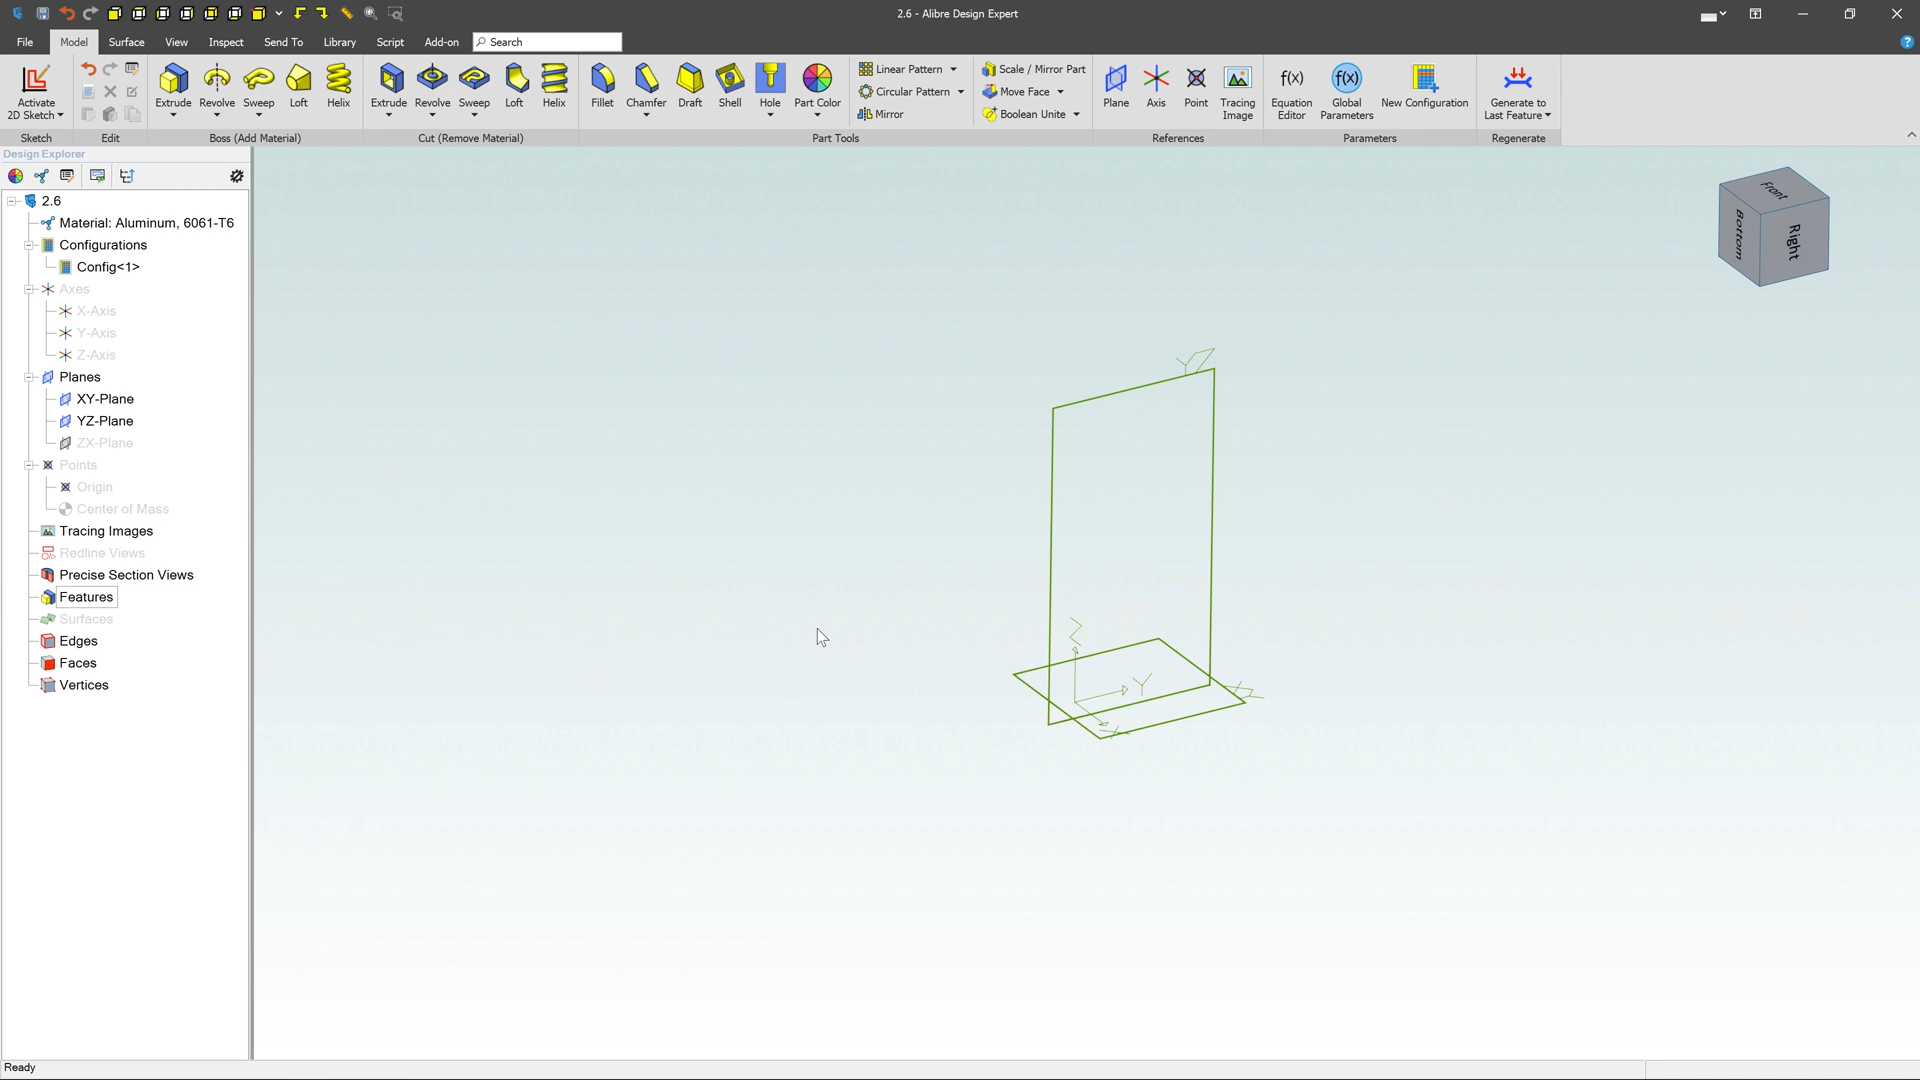 2.6 - Alibre Design Expert
File Model Surface View Inspect Send To Library Script Add-on Search
Activate 2D Sketch
Sketch
Edit
Extrude Revolve Sweep Loft Helix
Boss (Add Material)
Extrude Revolve Sweep Loft Helix
Cut (Remove Material)
Fillet Chamfer Draft Shell Hole Part Color
Linear Pattern
Circular Pattern
Mirror
Scale / Mirror Part
Move Face
Boolean Unite
Part Tools
Plane Axis Point Tracing Image
References
f(x) Equation Editor
f(x) Global Parameters
New Configuration
Parameters
Generate to Last Feature
Regenerate
Design Explorer
2.6
Material: Aluminum, 6061-T6
Configurations
Config<1>
Axes
X-Axis
Y-Axis
Z-Axis
Planes
XY-Plane
YZ-Plane
ZX-Plane
Points
Origin
Center of Mass
Tracing Images
Redline Views
Precise Section Views
Features
Surfaces
Edges
Faces
Vertices
Front
Bottom
Right
YZ
Z
Y
X
Ready